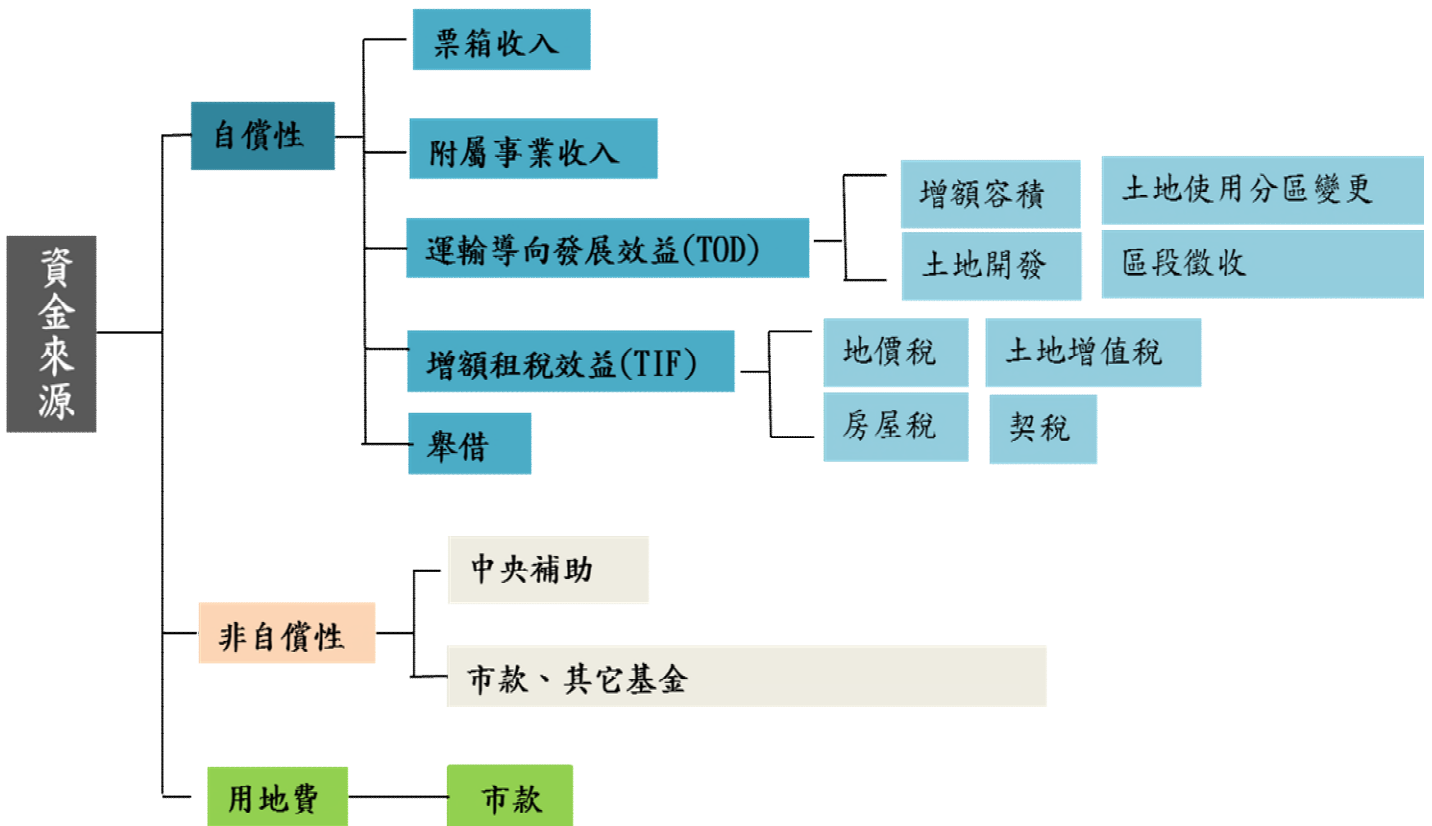 資金來源
自償性
票箱收入
附屬事業收入
運輸導向發展效益(TOD)
增額容積
土地使用分區變更
土地開發
區段徵收
增額租稅效益(TIF)
地價稅
土地增值稅
房屋稅
契稅
舉借
非自償性
中央補助
市款、其它基金
用地費
市款